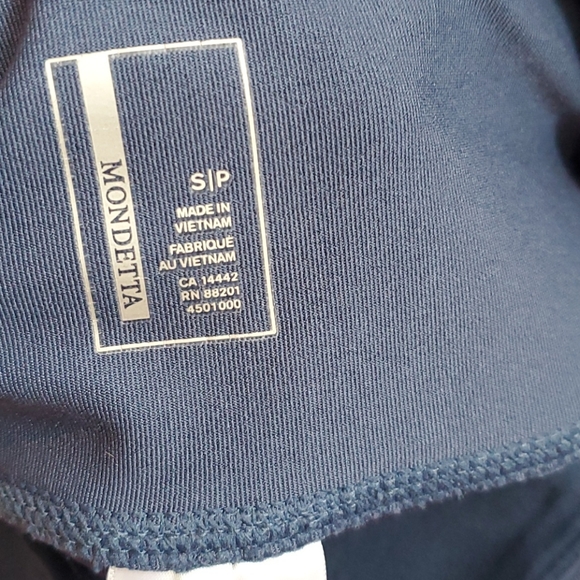 MONDETTA
S|P
MADE IN
VIETNAM
FABRIQUÉ
AU VIETNAM
CA 14442
RN 88201
4501000